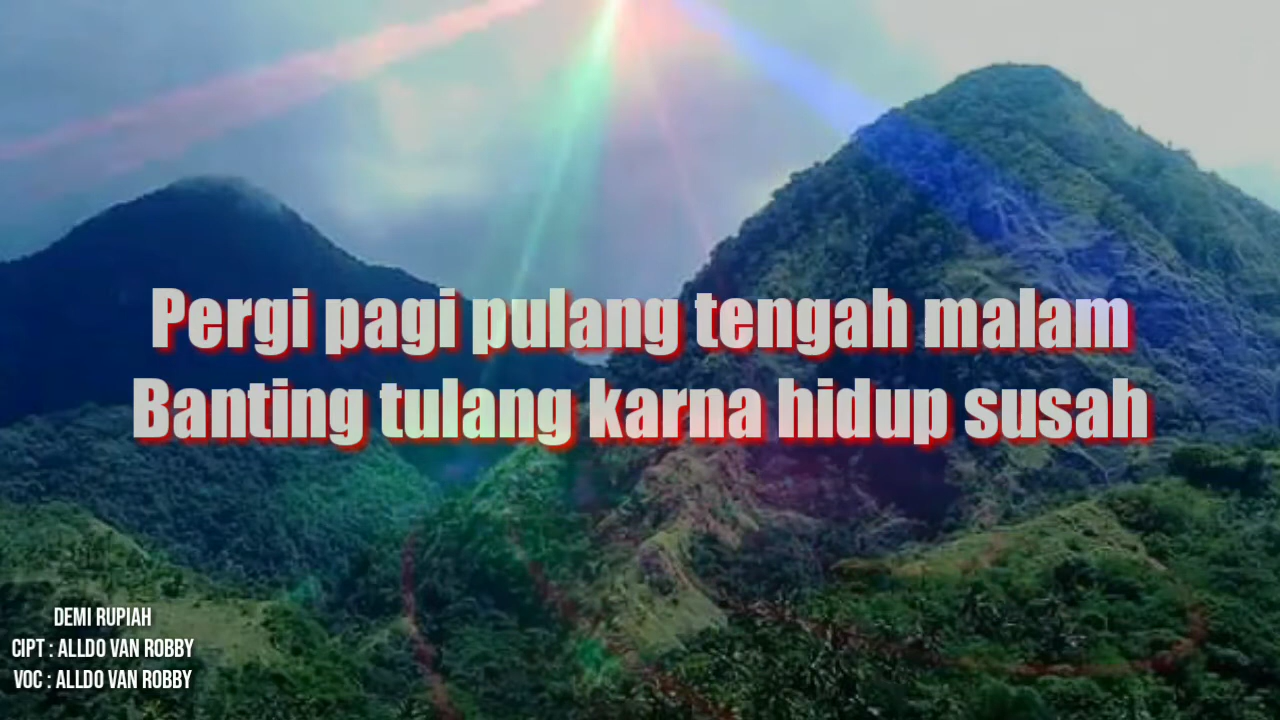 Pergi pagi pulang tengah malam
Banting tulang karna hidup susah
DEMI RUPIAH
CIPT : ALLDO VAN ROBBY
VOC : ALLDO VAN ROBBY